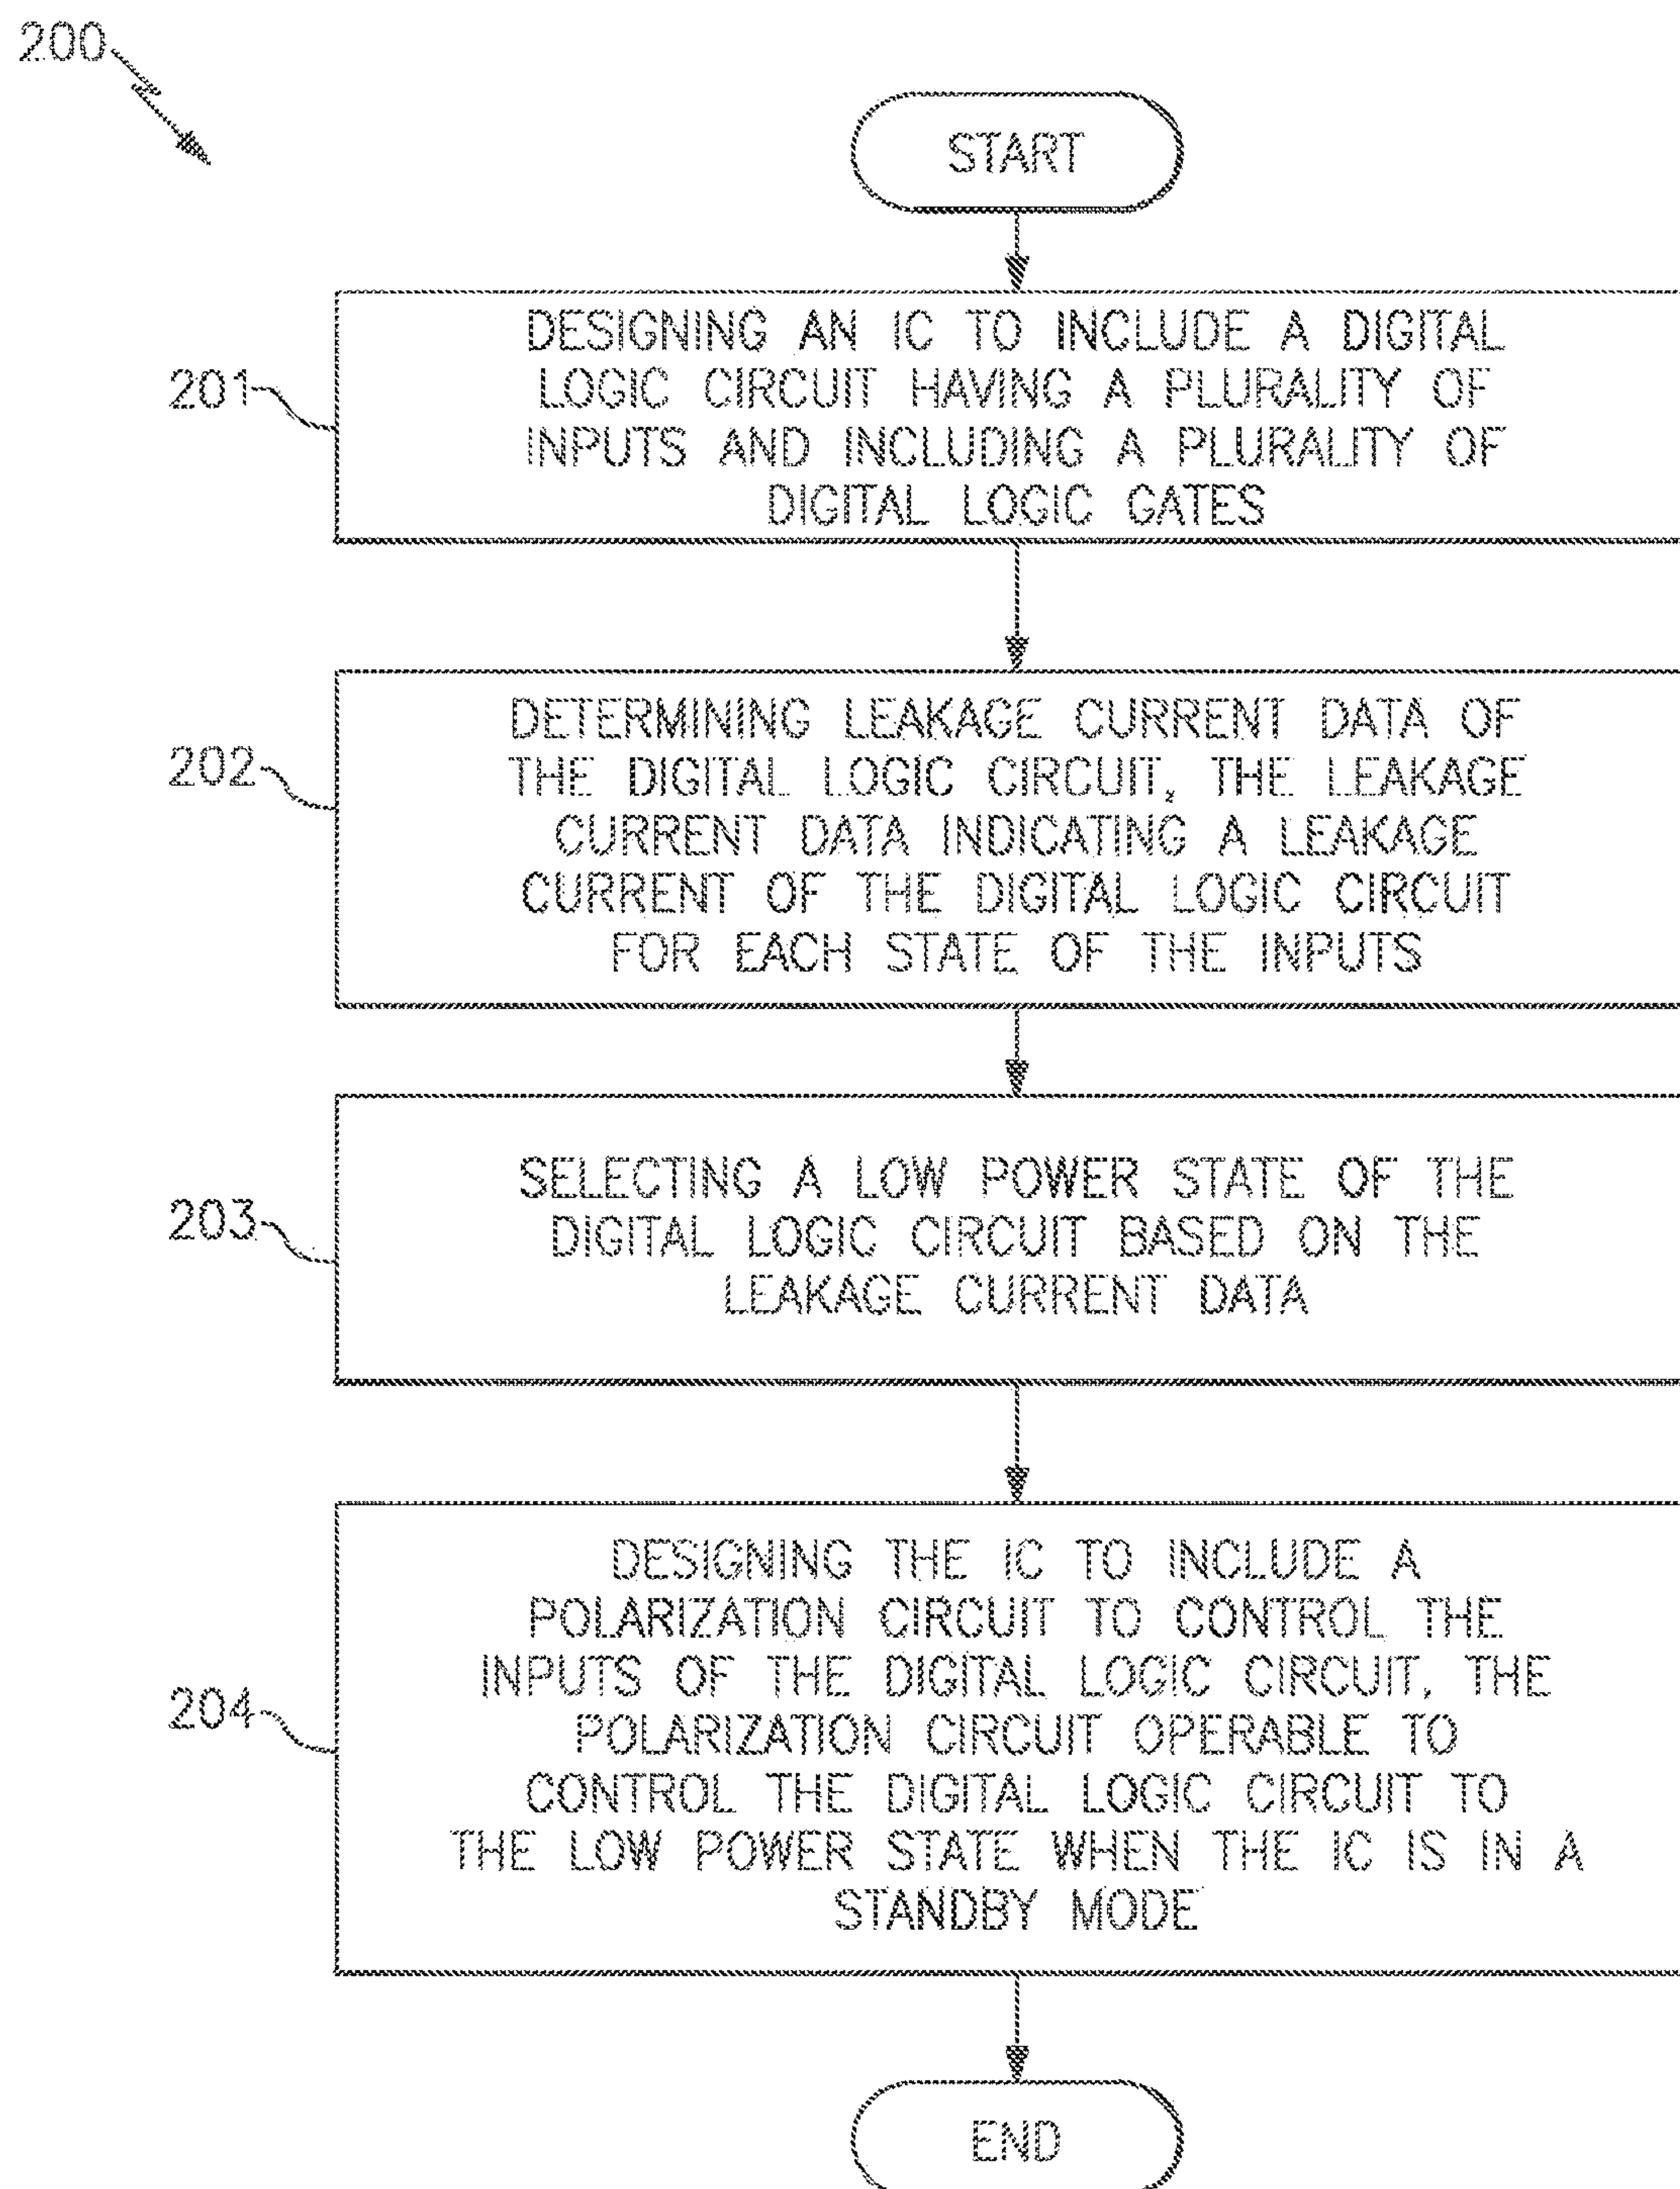 200
START
201
DESIGNING AN IC TO INCLUDE A DIGITAL
LOGIC CIRCUIT HAVING A PLURALITY OF
INPUTS AND INCLUDING A PLURALITY OF
DIGITAL LOGIC GATES
202
DETERMINING LEAKAGE CURRENT DATA OF
THE DIGITAL LOGIC CIRCUIT, THE LEAKAGE
CURRENT DATA INDICATING A LEAKAGE
CURRENT OF THE DIGITAL LOGIC CIRCUIT
FOR EACH STATE OF THE INPUTS
203
SELECTING A LOW POWER STATE OF THE
DIGITAL LOGIC CIRCUIT BASED ON THE
LEAKAGE CURRENT DATA
204
DESIGNING THE IC TO INCLUDE A
POLARIZATION CIRCUIT TO CONTROL THE
INPUTS OF THE DIGITAL LOGIC CIRCUIT, THE
POLARIZATION CIRCUIT OPERABLE TO
CONTROL THE DIGITAL LOGIC CIRCUIT TO
THE LOW POWER STATE WHEN THE IC IS IN A
STANDBY MODE
END